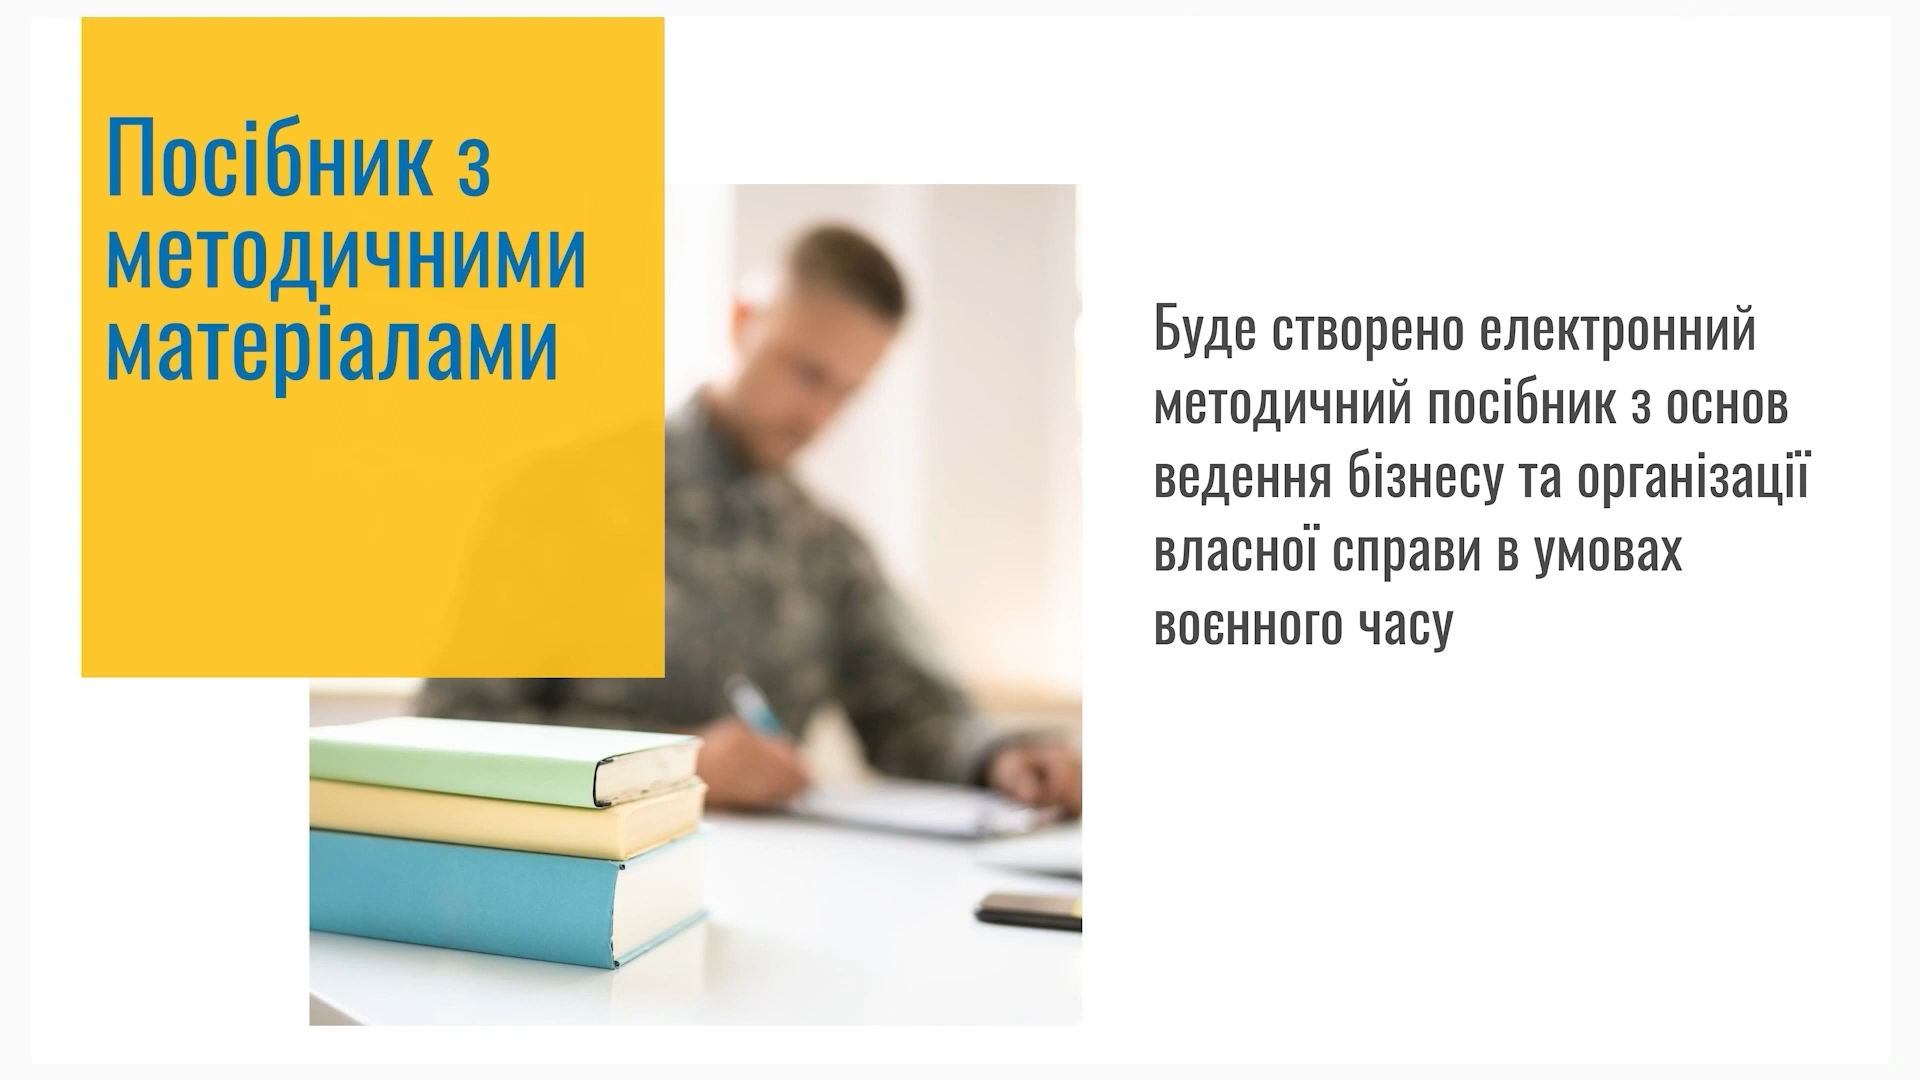 Посібник з
методичними
матеріалами
Буде створено електронний
методичний посібник з основ
ведення бізнесу та організації
власної справи в умовах
воєнного часу